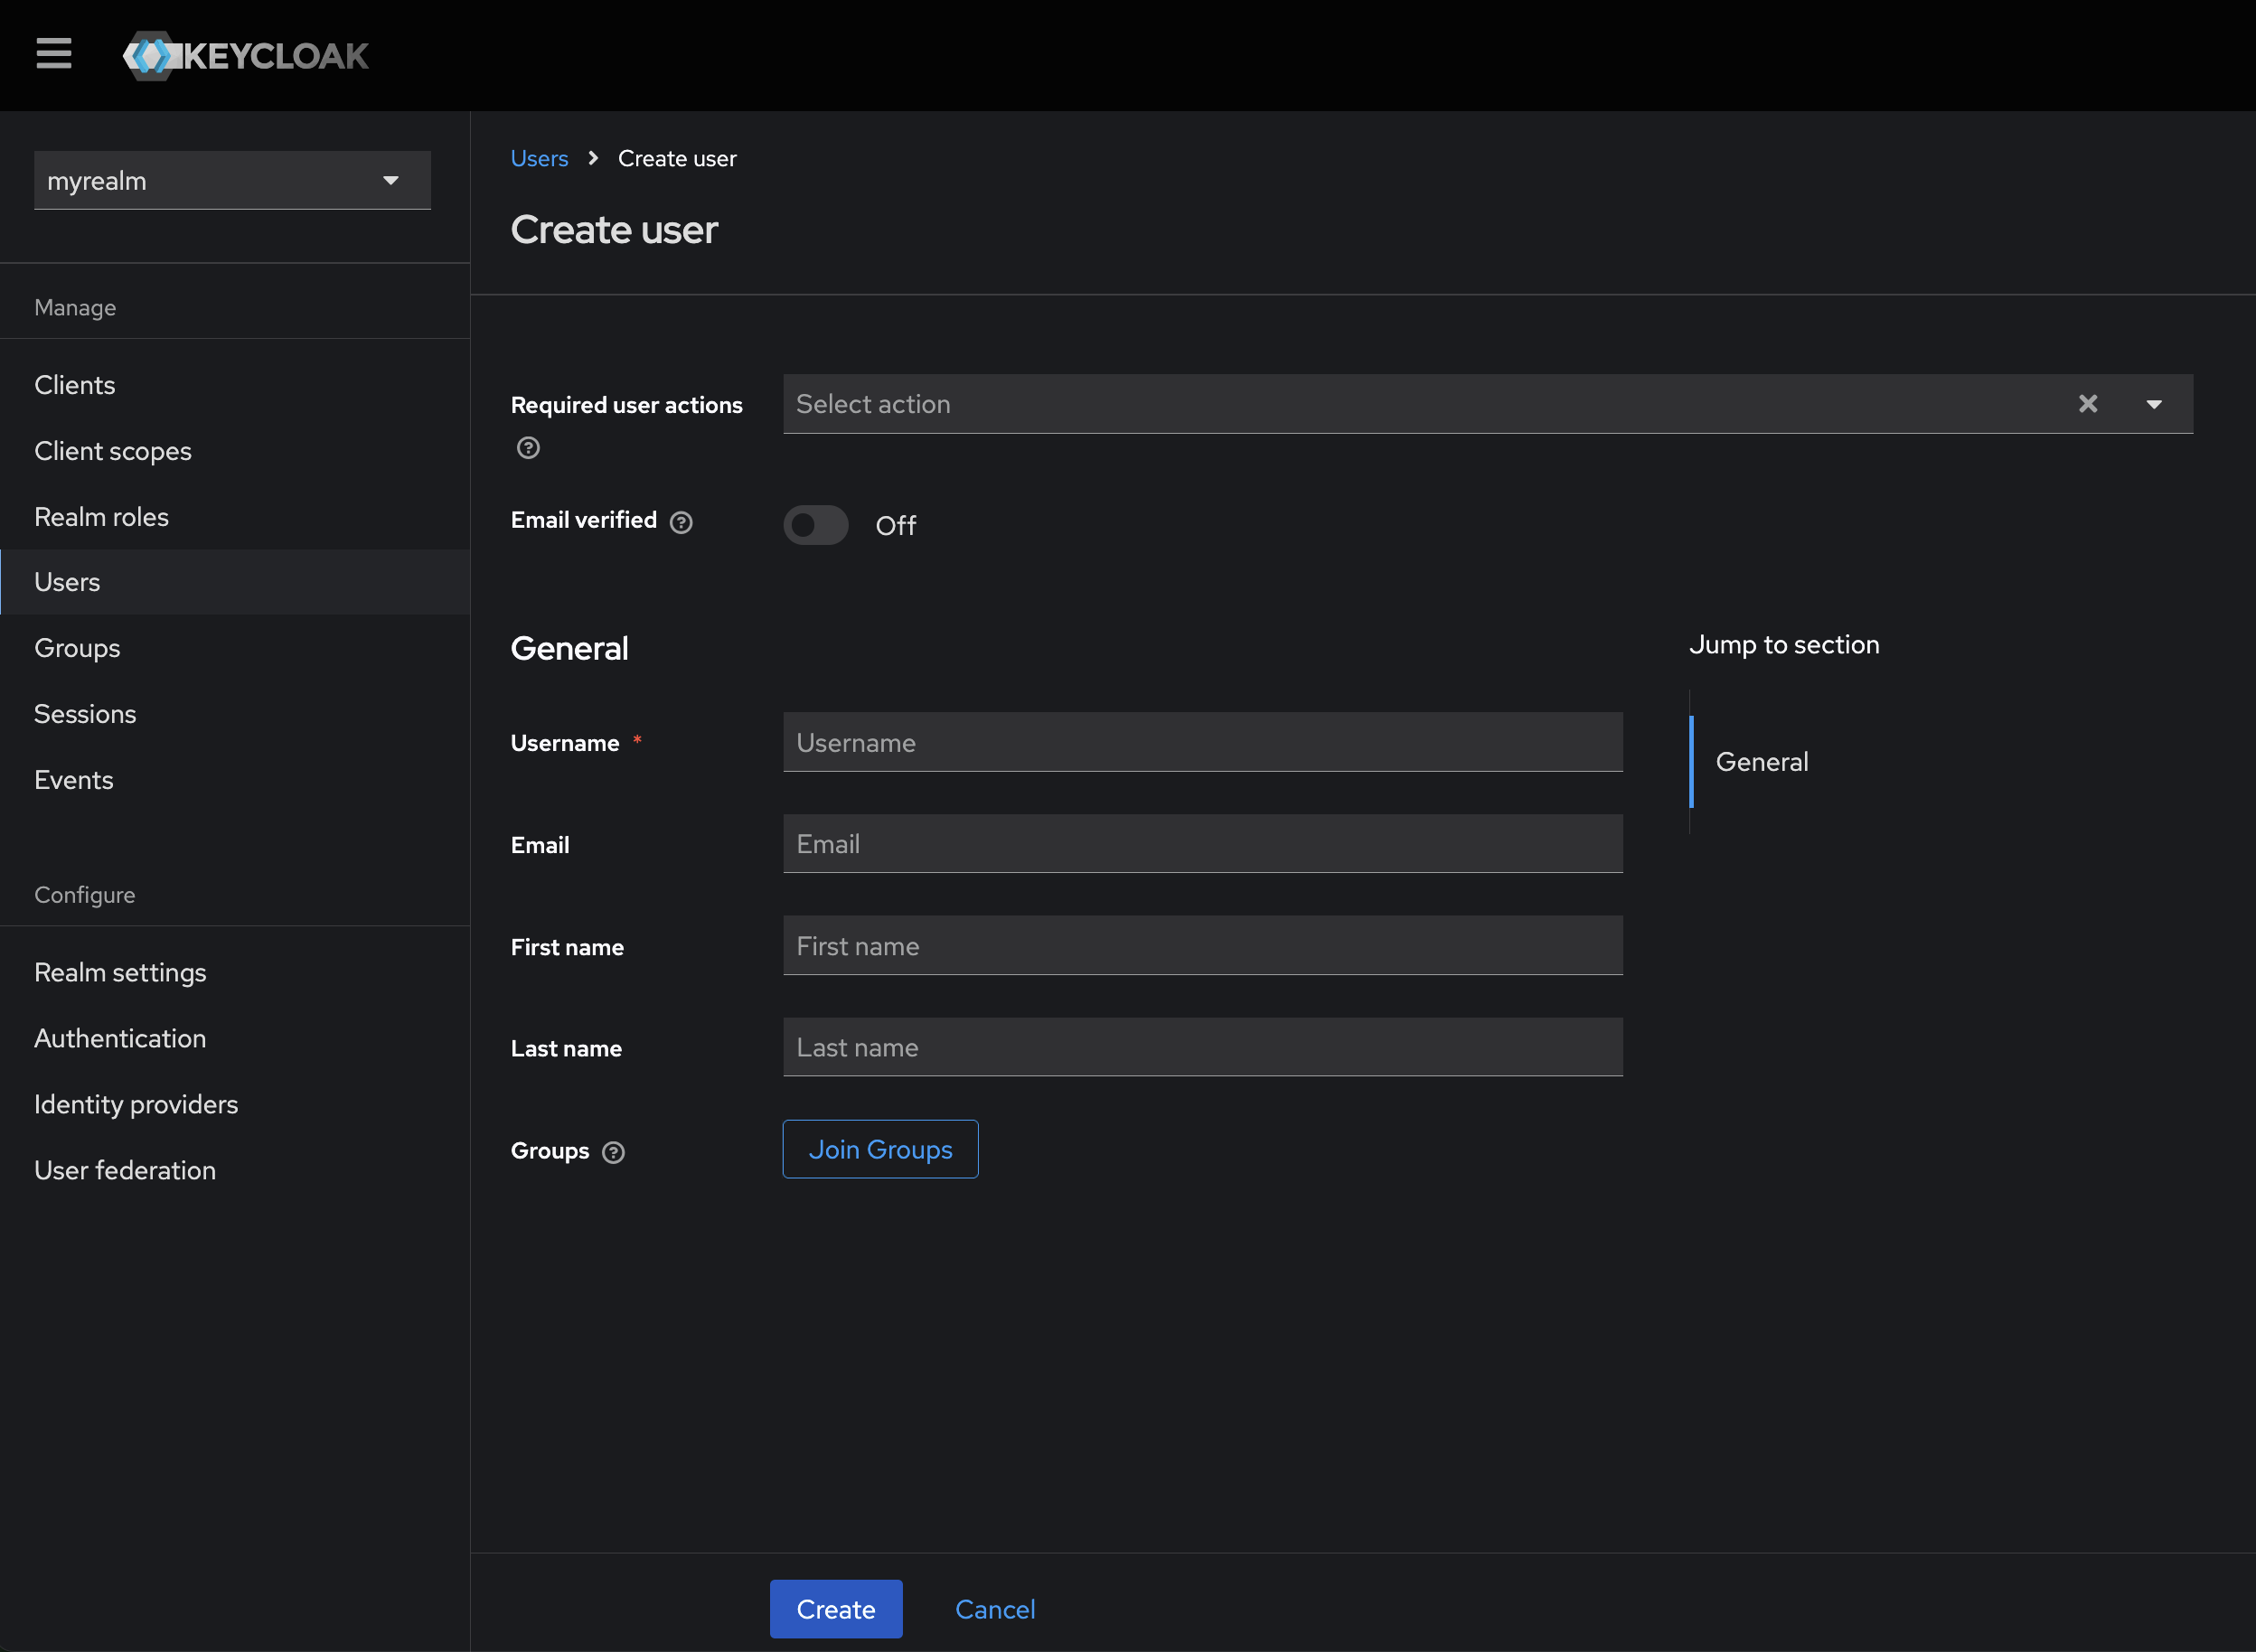 KEYCLOAK
myrealm
Manage
Clients
Client scopes
Realm roles
Users
Groups
Sessions
Events
Configure
Realm settings
Authentication
Identity providers
User federation
Users > Create user
Create user
Required user actions
?
Select action
Email verified ?
Off
General
Username *
Username
Email
Email
First name
First name
Last name
Last name
Groups ?
Join Groups
Jump to section
General
Create
Cancel